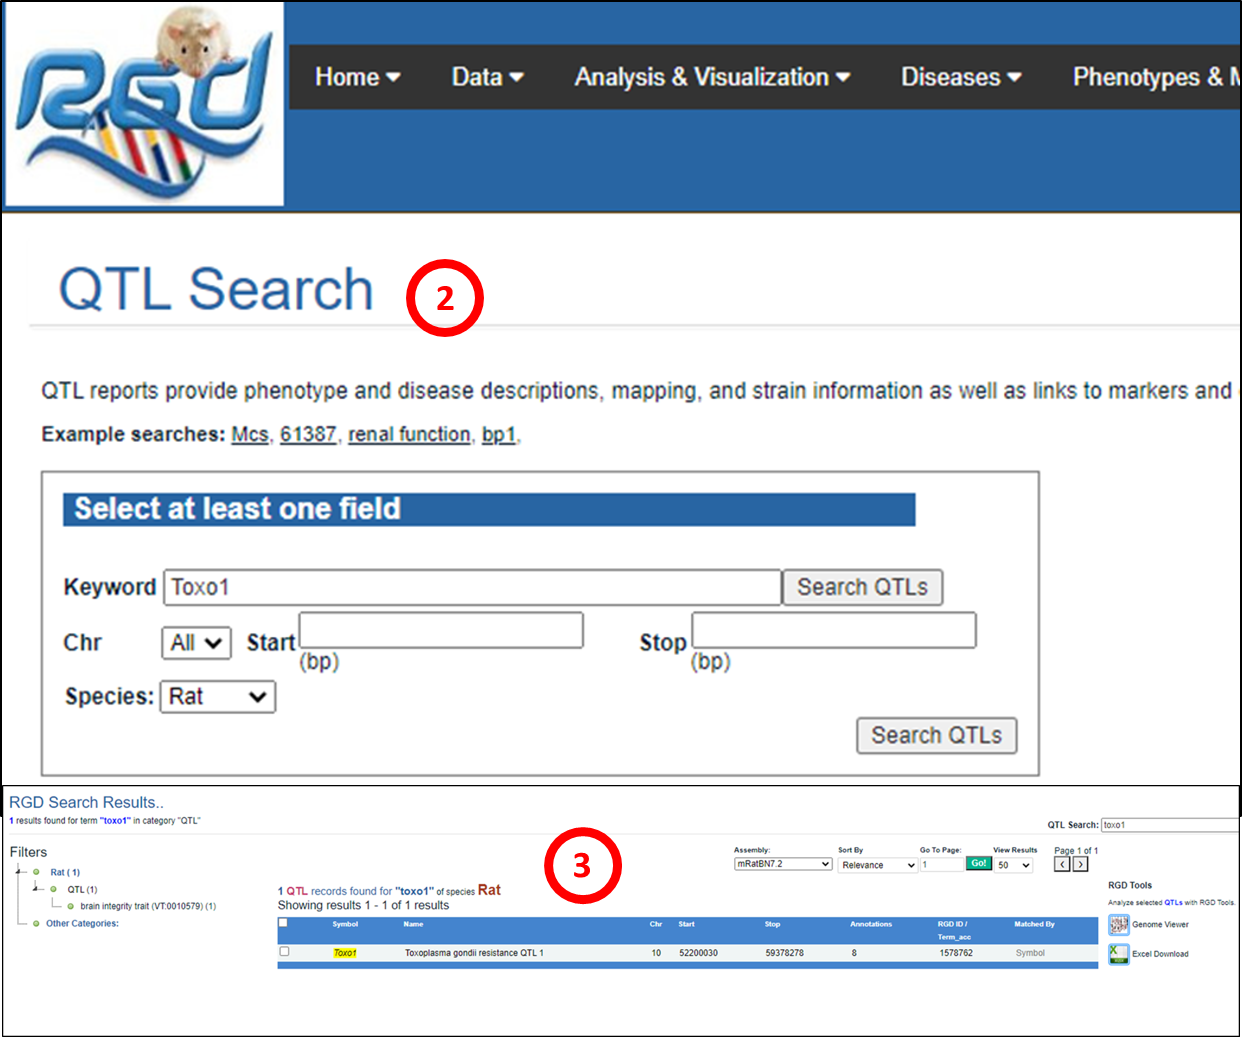 RGD
Home Data Analysis & Visualization Diseases Phenotypes & M
QTL Search 2
QTL reports provide phenotype and disease descriptions, mapping, and strain information as well as links to markers and
Example searches: Mcs, 61387, renal function, bp1,
Select at least one field
Keyword Toxo1 Search QTLs
Chr All Start Stop
(bp) (bp)
Species: Rat
Search QTLs
RGD Search Results..
1 results found for term "toxo1" in category "QTL"
QTL Search: toxo1
3
Filters
Assembly: Sort By Go To Page: View Results Page 1 of 1
mRatBN7.2 Relevance 1 Go! 50 < >
Rat ( 1)
QTL (1)
brain integrity trait (VT:0010579) (1)
Other Categories:
1 QTL records found for "toxo1" of species Rat
Showing results 1 - 1 of 1 results
Symbol Name Chr Start Stop Annotations RGD ID / Matched By
Term_acc
Toxo1 Toxoplasma gondii resistance QTL 1 10 52200030 59378278 8 1578762 Symbol
RGD Tools
Analyze selected QTLs with RGD Tools.
Genome Viewer
Excel Download